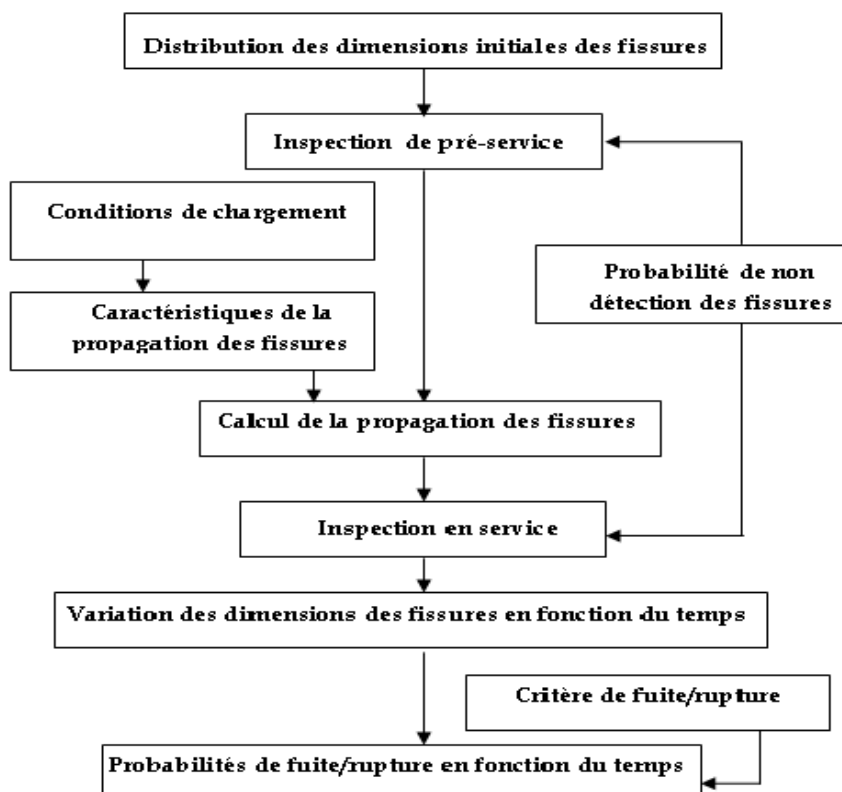 Distribution des dimensions initiales des fissures
Inspection de pré-service
Conditions de chargement
Probabilité de non
détection des fissures
Caractéristiques de la
propagation des fissures
Calcul de la propagation des fissures
Inspection en service
Variation des dimensions des fissures en fonction du temps
Critère de fuite/rupture
Probabilités de fuite/rupture en fonction du temps